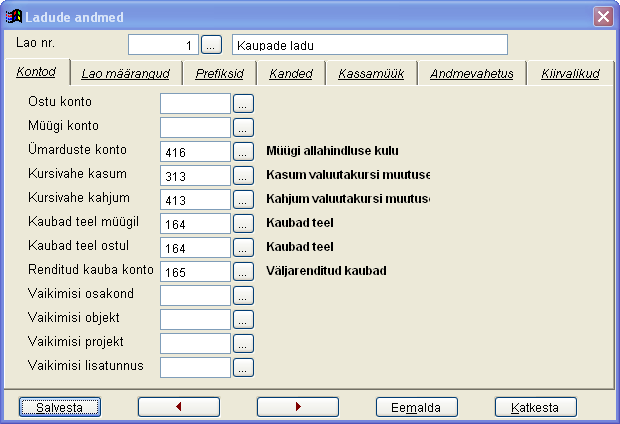 Ladude andmed
Lao nr. 1 ... Kaupade ladu
Kontod Lao määrangud Prefiksid Kanded Kassamüük Andmevahetus Kiirvalikud
Ostu konto ...
Müügi konto ...
Ümarduste konto 416 ... Müügi allahindluse kulu
Kursivahe kasum 313 ... Kasum valuutakursi muutuse
Kursivahe kahjum 413 ... Kahjum valuutakursi muutuse
Kaubad teel müügil 164 ... Kaubad teel
Kaubad teel ostul 164 ... Kaubad teel
Renditud kauba konto 165 ... Väljarenditud kaubad
Vaikimisi osakond ...
Vaikimisi objekt ...
Vaikimisi projekt ...
Vaikimisi lisatunnus ...
Salvesta Eemalda Katkesta